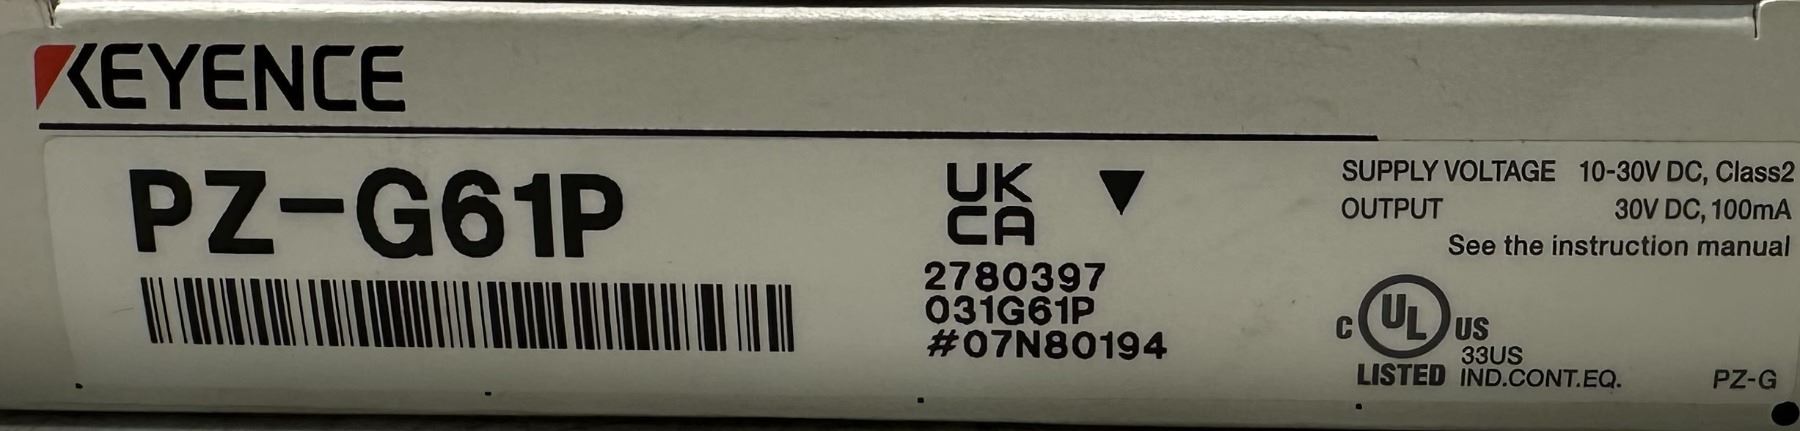 KEYENCE
PZ-G61P
UK
CA
2780397
031G61P
#07N80194
SUPPLY VOLTAGE 10-30V DC, Class2
OUTPUT 30V DC, 100mA
See the instruction manual
C UL US
33US
LISTED IND.CONT.EQ.
PZ-G